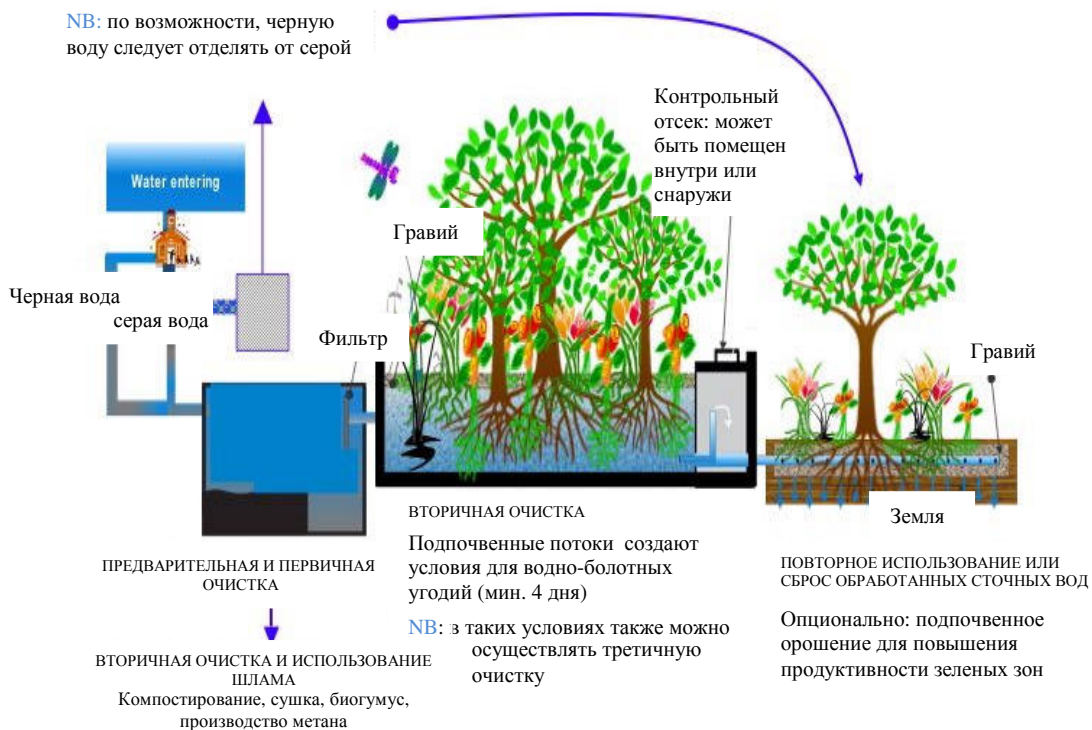 NB: по возможности, черную
воду следует отделять от серой
Контрольный
отсек: может
быть помещен
внутри или
снаружи
Water entering
Гравий
Черная вода
серая вода
Фильтр
Гравий
Земля
ПРЕДВАРИТЕЛЬНАЯ И ПЕРВИЧНАЯ
ОЧИСТКА
ВТОРИЧНАЯ ОЧИСТКА И ИСПОЛЬЗОВАНИЕ
ШЛАМА
Компостирование, сушка, биогумус,
производство метана
ВТОРИЧНАЯ ОЧИСТКА
Подпочвенные потоки создают
условия для водно-болотных
угодий (мин. 4 дня)
NB: в таких условиях также можно
осуществлять третичную
очистку
ПОВТОРНОЕ ИСПОЛЬЗОВАНИЕ ИЛИ
СБРОС ОБРАБОТАННЫХ СТОЧНЫХ ВОД
Опционально: подпочвенное
орошение для повышения
продуктивности зеленых зон